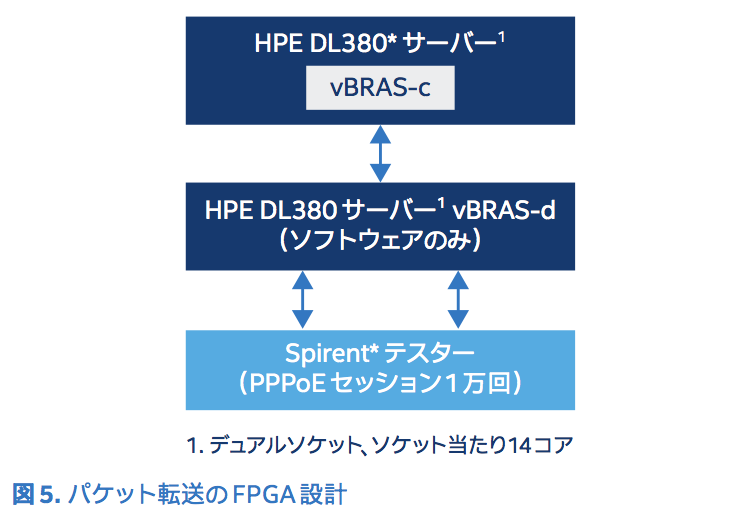 HPE DL380* サーバー1
vBRAS-c
HPE DL380 サーバー1 vBRAS-d
(ソフトウェアのみ)
Spirent* テスター
(PPPoE セッション 1 万回)
1. デュアルソケット、ソケット当たり14コア
図 5. パケット転送の FPGA 設計